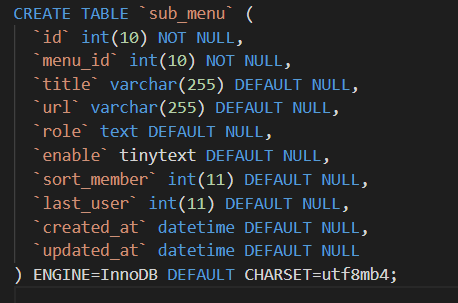 CREATE TABLE `sub_menu` (
  `id` int(10) NOT NULL,
  `menu_id` int(10) NOT NULL,
  `title` varchar(255) DEFAULT NULL,
  `url` varchar(255) DEFAULT NULL,
  `role` text DEFAULT NULL,
  `enable` tinytext DEFAULT NULL,
  `sort_member` int(11) DEFAULT NULL,
  `last_user` int(11) DEFAULT NULL,
  `created_at` datetime DEFAULT NULL,
  `updated_at` datetime DEFAULT NULL
) ENGINE=InnoDB DEFAULT CHARSET=utf8mb4;